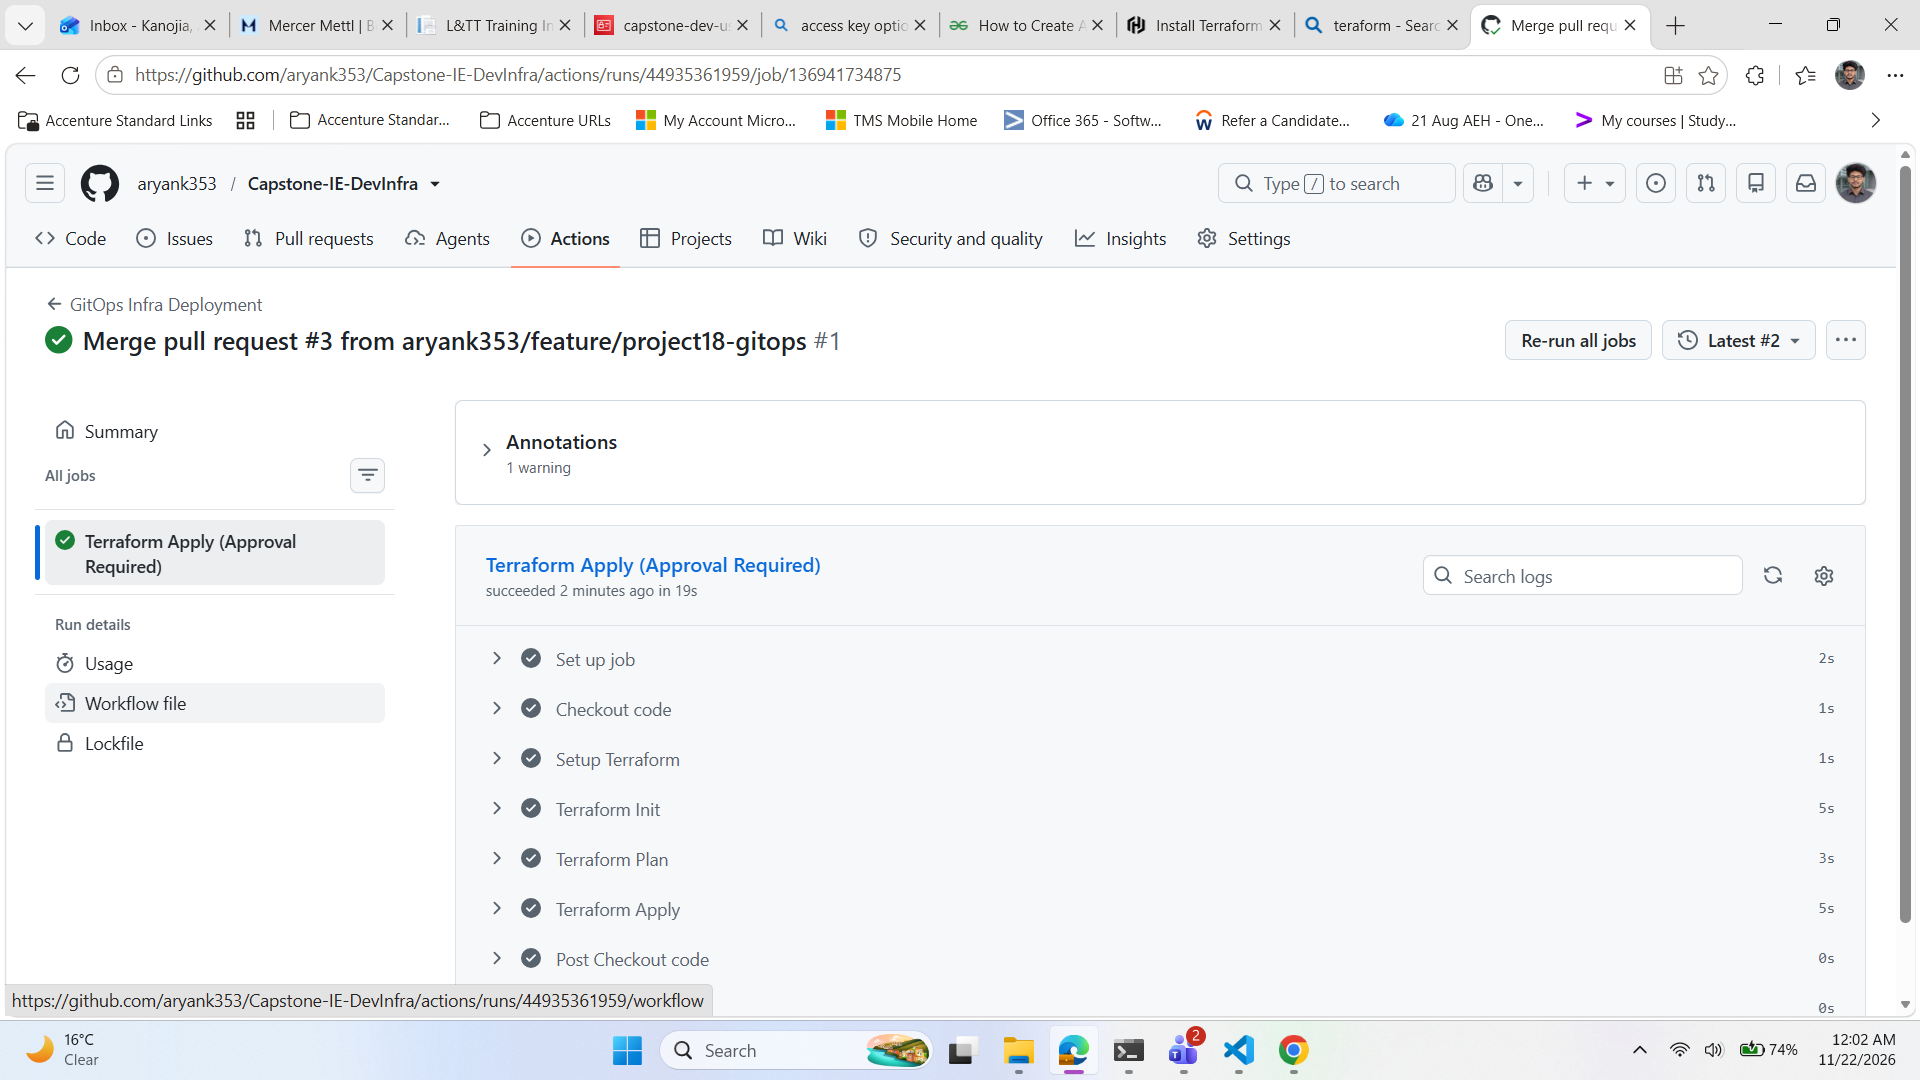 Inbox - Kanojia,
Mercer Mettl | B
L&TT Training In
capstone-dev-us
access key optio
How to Create A
Install Terraform
teraform - Searc
Merge pull requ
https://github.com/aryank353/Capstone-IE-DevInfra/actions/runs/44935361959/job/136941734875
Accenture Standard Links
Accenture Standar...
Accenture URLs
My Account Micro...
TMS Mobile Home
Office 365 - Softw...
Refer a Candidate...
21 Aug AEH - One...
My courses | Study...
aryank353 / Capstone-IE-DevInfra
Type / to search
Code
Issues
Pull requests
Agents
Actions
Projects
Wiki
Security and quality
Insights
Settings
GitOps Infra Deployment
Merge pull request #3 from aryank353/feature/project18-gitops #1
Re-run all jobs
Latest #2
Summary
All jobs
Terraform Apply (Approval
Required)
Run details
Usage
Workflow file
Lockfile
Annotations
1 warning
Terraform Apply (Approval Required)
succeeded 2 minutes ago in 19s
Search logs
Set up job 2s
Checkout code 1s
Setup Terraform 1s
Terraform Init 5s
Terraform Plan 3s
Terraform Apply 5s
Post Checkout code 0s
0s
https://github.com/aryank353/Capstone-IE-DevInfra/actions/runs/44935361959/workflow
16°C
Clear
Search
2
74%
12:02 AM
11/22/2026